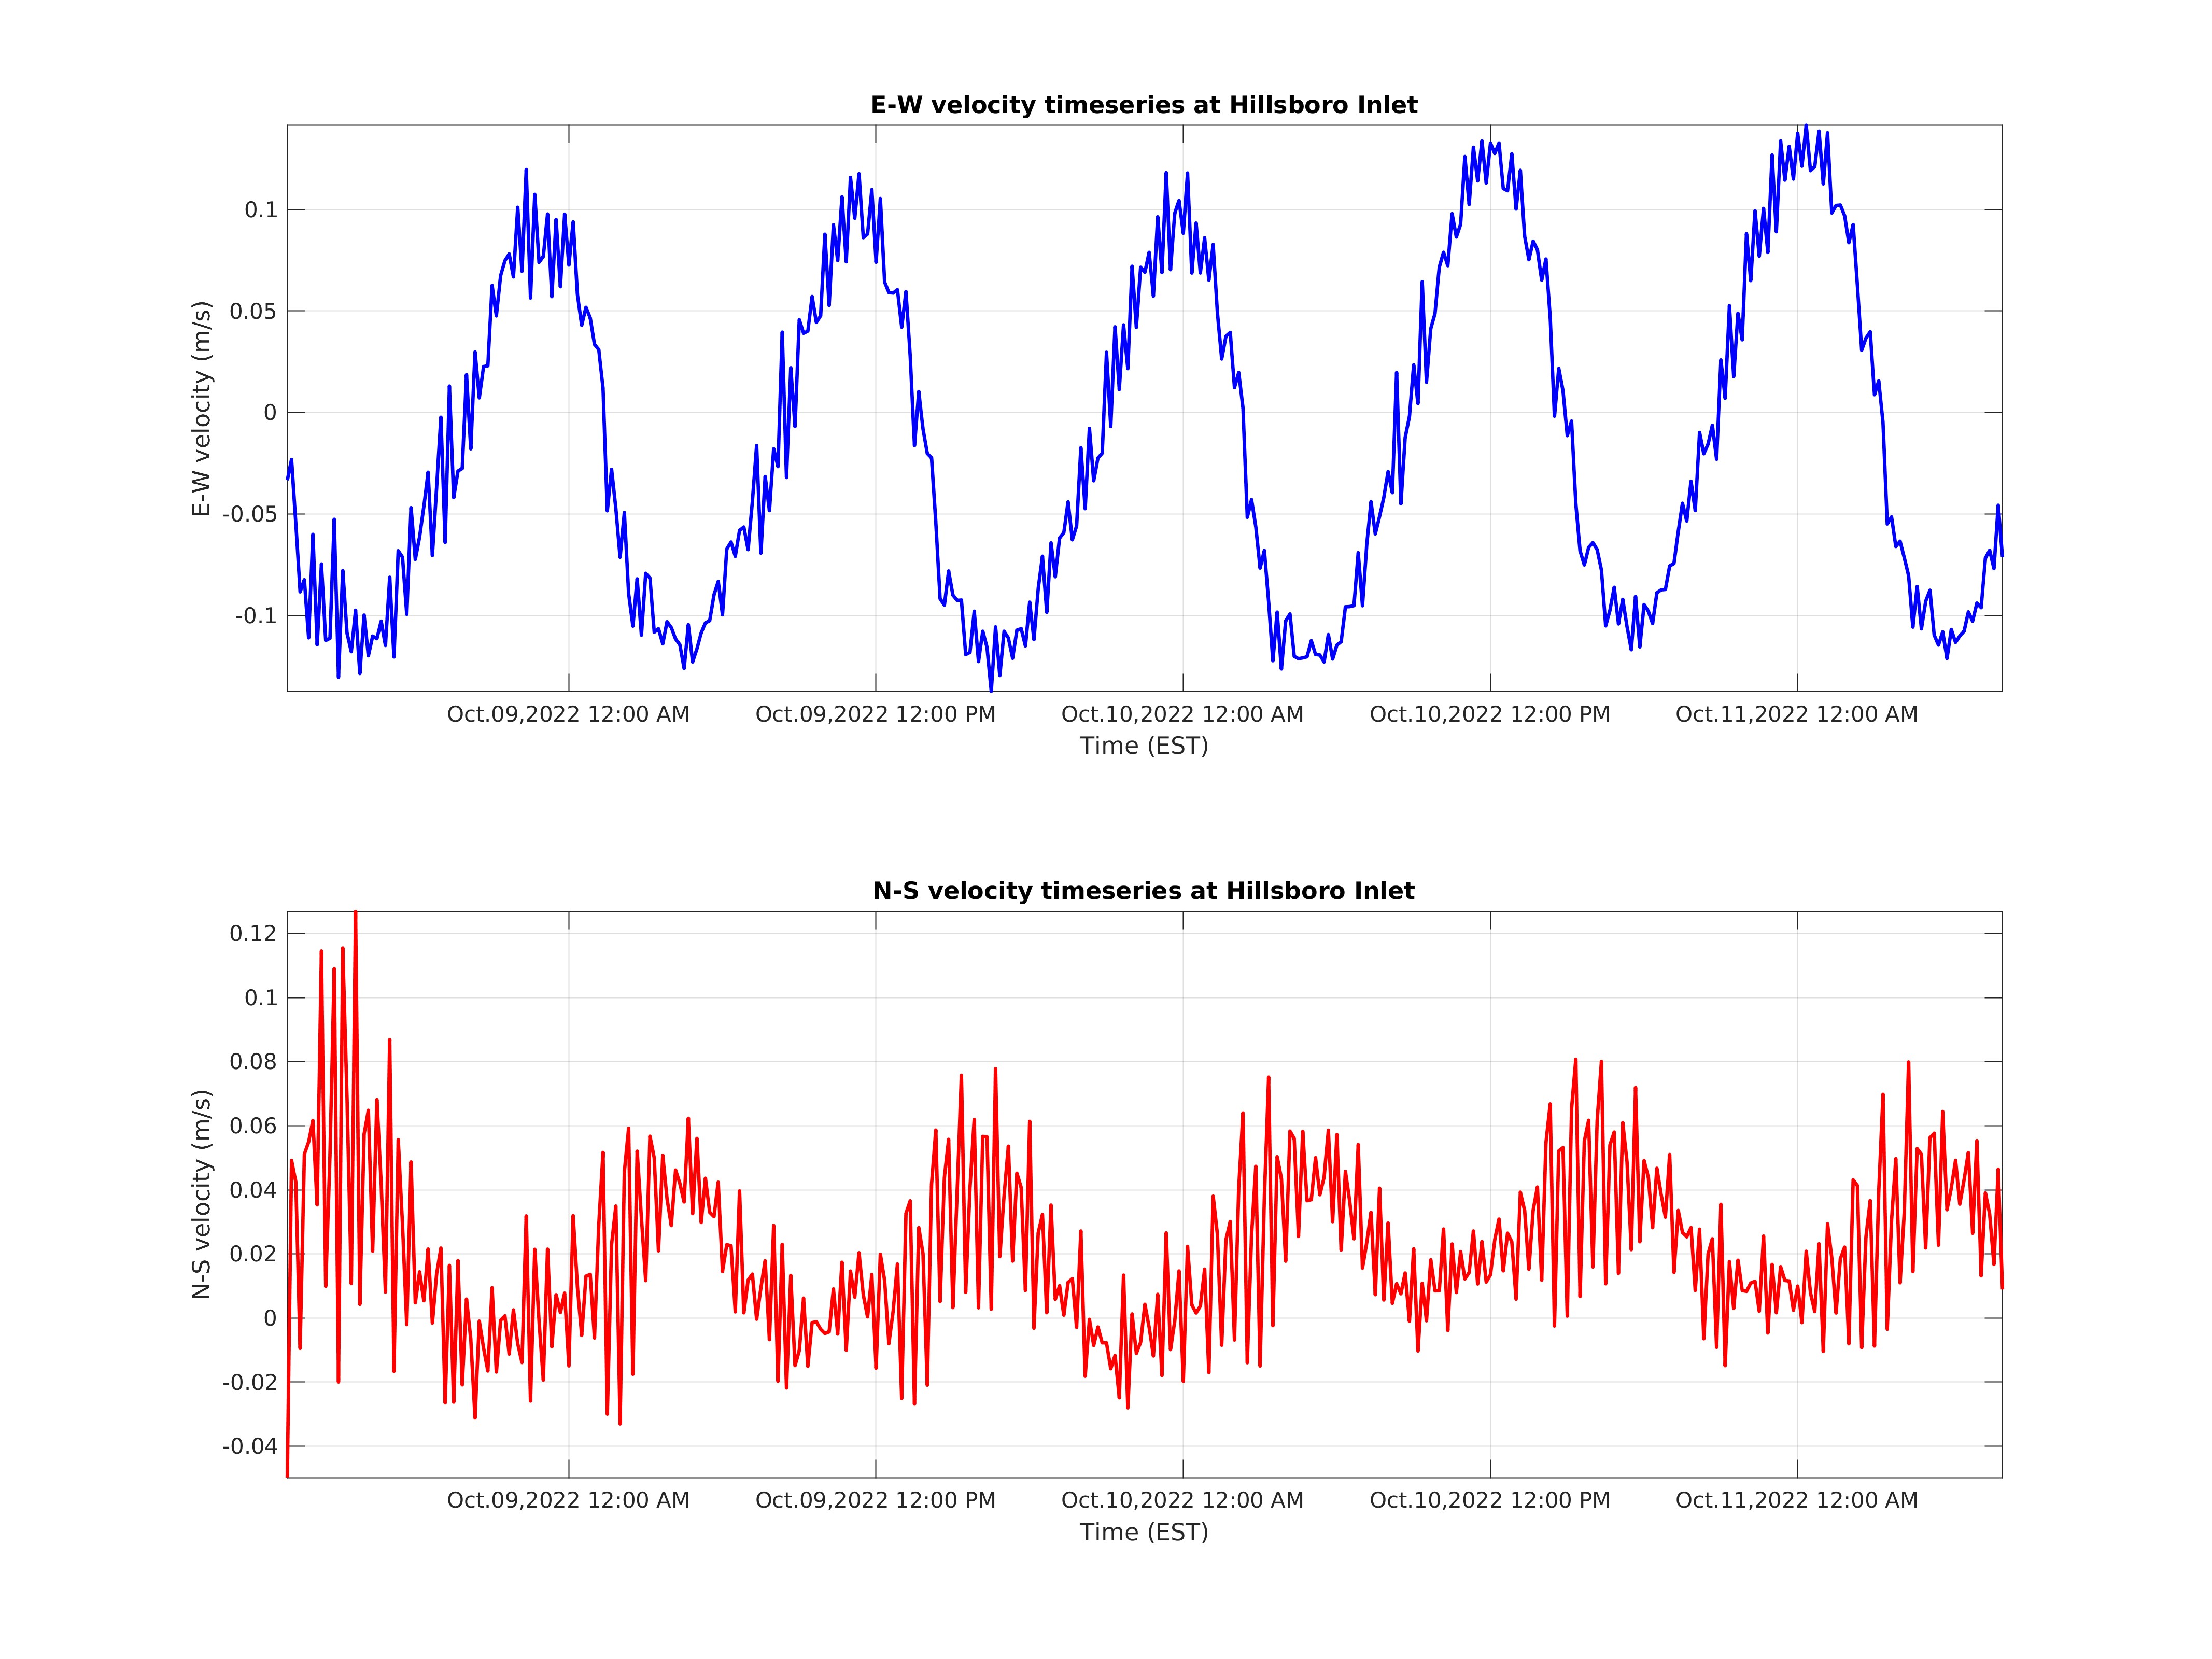 E-W velocity timeseries at Hillsboro Inlet
E-W velocity (m/s)
0.1
0.05
0
-0.05
-0.1
Oct.09,2022 12:00 AM Oct.09,2022 12:00 PM Oct.10,2022 12:00 AM Oct.10,2022 12:00 PM Oct.11,2022 12:00 AM
Time (EST)
N-S velocity timeseries at Hillsboro Inlet
N-S velocity (m/s)
0.12
0.1
0.08
0.06
0.04
0.02
0
-0.02
-0.04
Oct.09,2022 12:00 AM Oct.09,2022 12:00 PM Oct.10,2022 12:00 AM Oct.10,2022 12:00 PM Oct.11,2022 12:00 AM
Time (EST)